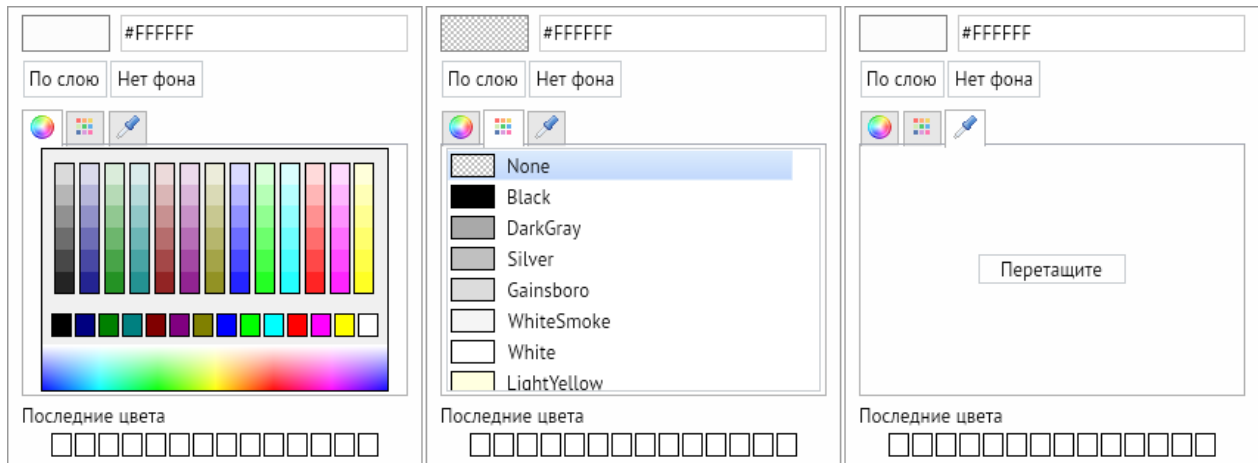 #FFFFFF
По слою Нет фона
Последние цвета
#FFFFFF
По слою Нет фона
None
Black
DarkGray
Silver
Gainsboro
WhiteSmoke
White
LightYellow
Последние цвета
#FFFFFF
По слою Нет фона
Перетащите
Последние цвета